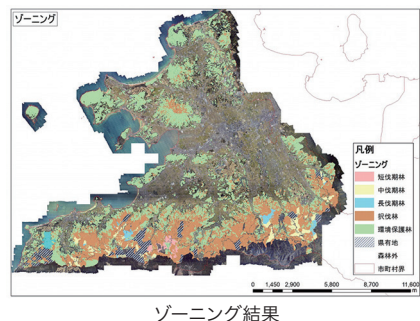 ゾーニング
凡例
ゾーニング
短伐期林
中伐期林
長伐期林
択伐林
環境保護林
県有地
森林外
市町村界
0 1,450 2,900 5,800 8,700 11,600
m
ゾーニング結果